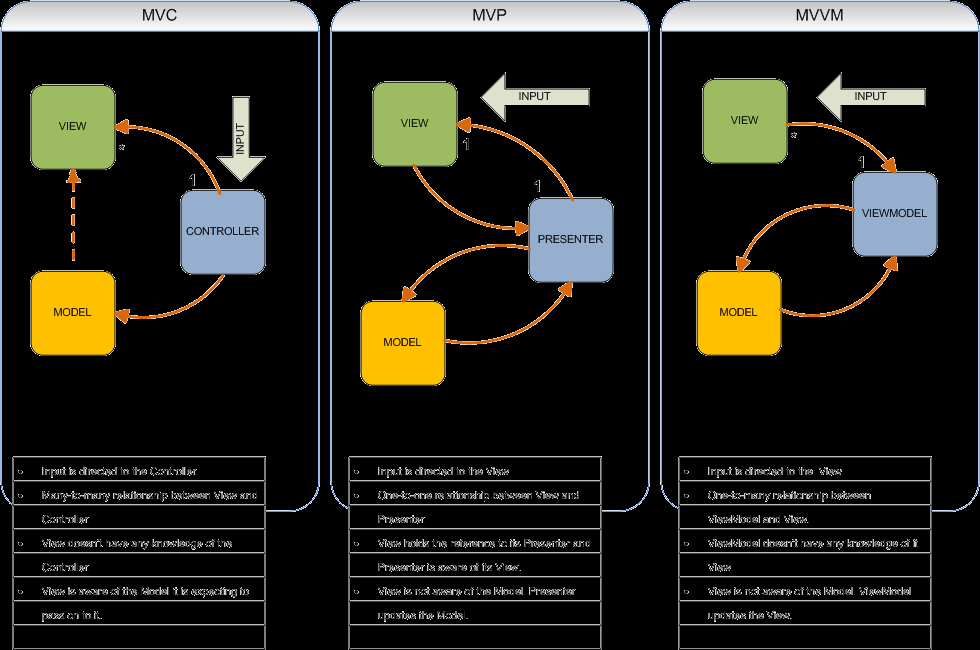 MVC
MVP
MVVM
VIEW
*
INPUT
1
CONTROLLER
MODEL
VIEW
1
INPUT
1
PRESENTER
MODEL
VIEW
*
INPUT
1
VIEWMODEL
MODEL
Input is directed to the Controller
Many-to-many relationship between View and
Controller
View doesn't have any knowledge of the
Controller
View is aware of the Model it is expecting to
pass on to it.
Input is directed to the View
One-to-one relationship between View and
Presenter
View holds the reference to its Presenter and
Presenter is aware of its View.
View is not aware of the Model. Presenter
updates the Model.
Input is directed to the View
One-to-many relationship between
ViewModel and View.
ViewModel doesn't have any knowledge of it
View
View is not aware of the Model. ViewModel
updates the View.